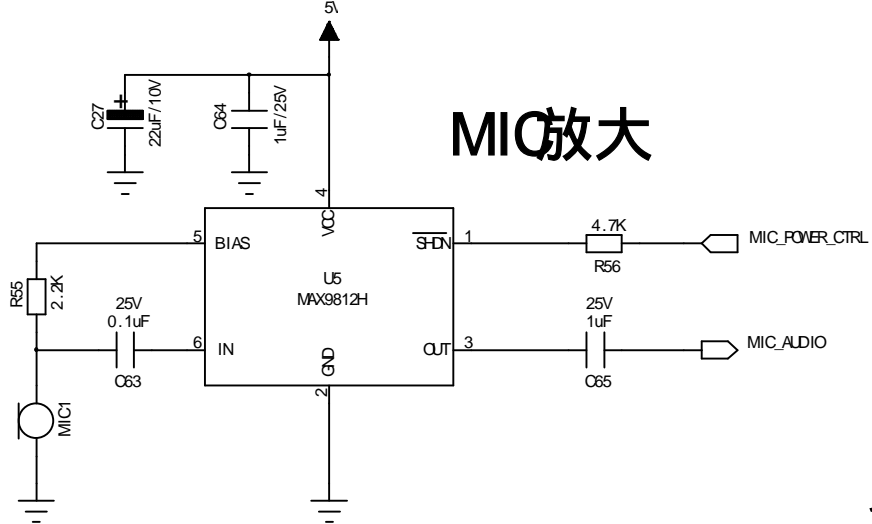 5V
C27
22uF/10V
C64
1uF/25V
MIC放大
4
VCC
5
BIAS
SHDN
1
4.7K
R56
MIC_POWER_CTRL
U5
MAX9812H
R55
2.2K
25V
0.1uF
C63
6
IN
OUT
3
25V
1uF
C65
MIC_AUDIO
GND
2
MIC1